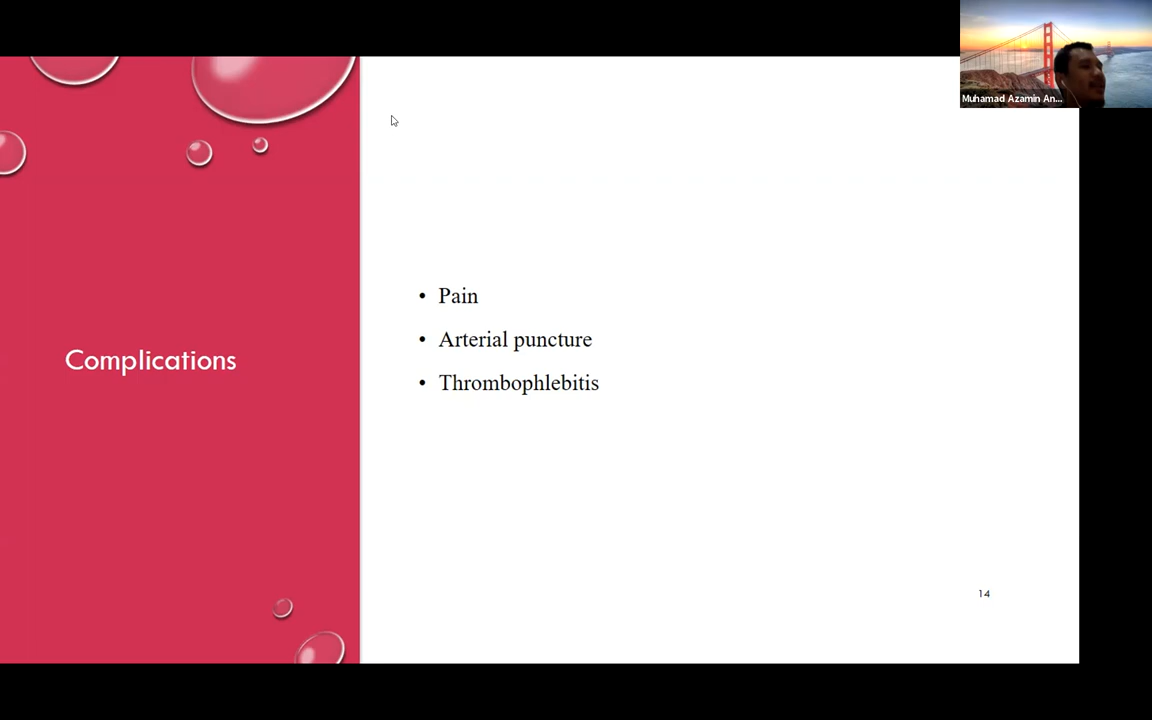 Muhamad Azamin An...
Complications
• Pain
• Arterial puncture
• Thrombophlebitis
14